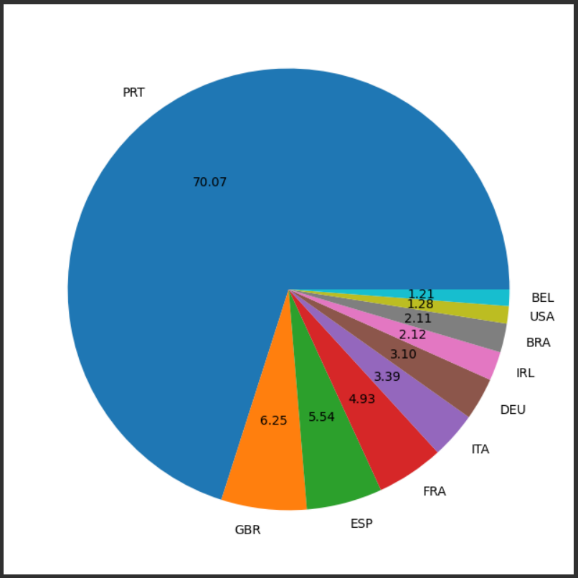 PRT
70.07
1.21
BEL
1.28
USA
2.11
BRA
2.12
IRL
3.10
DEU
3.39
ITA
4.93
FRA
5.54
ESP
6.25
GBR